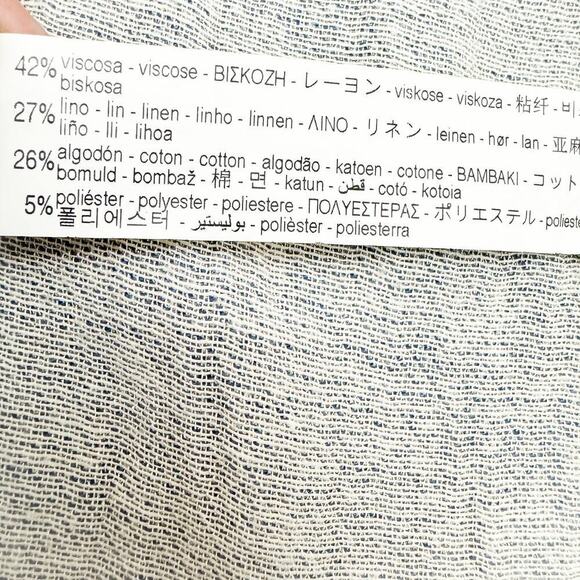 42% viscosa - viscose - ΒΙΣΚΟΖΗ - レーヨン - viskose - viskoza - 粘纤 - 비
biskosa
27% lino - lin - linen - linho - linnen - ΛΙΝΟ - リネン - leinen - hør - lan - 亚麻
liño - lli - lihoa
26% algodón - coton - cotton - algodão - katoen - cotone - BAMBAKI - コット
bomuld - bombaž - 棉 - 면 - katun - قطن - cotó - kotoia
5% poliéster - polyester - poliestere - ΠΟΛΥΕΣΤΕΡΑΣ - ポリエステル - polieste
폴리에스터 - بوليستير - polièster - poliesterra